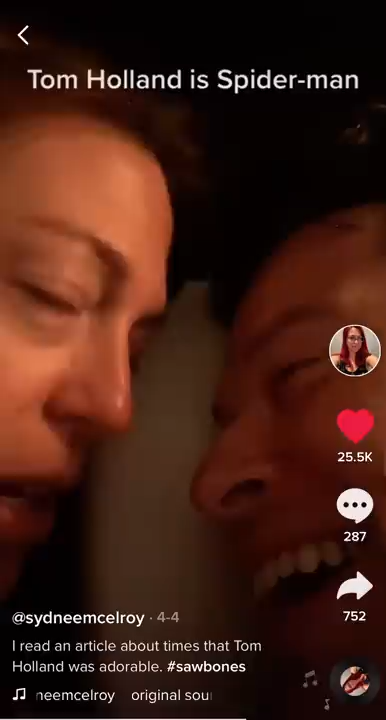 Tom Holland is Spider-man
25.5K
287
752
@sydneemcelroy · 4-4
I read an article about times that Tom
Holland was adorable. #sawbones
neemcelroy original soun